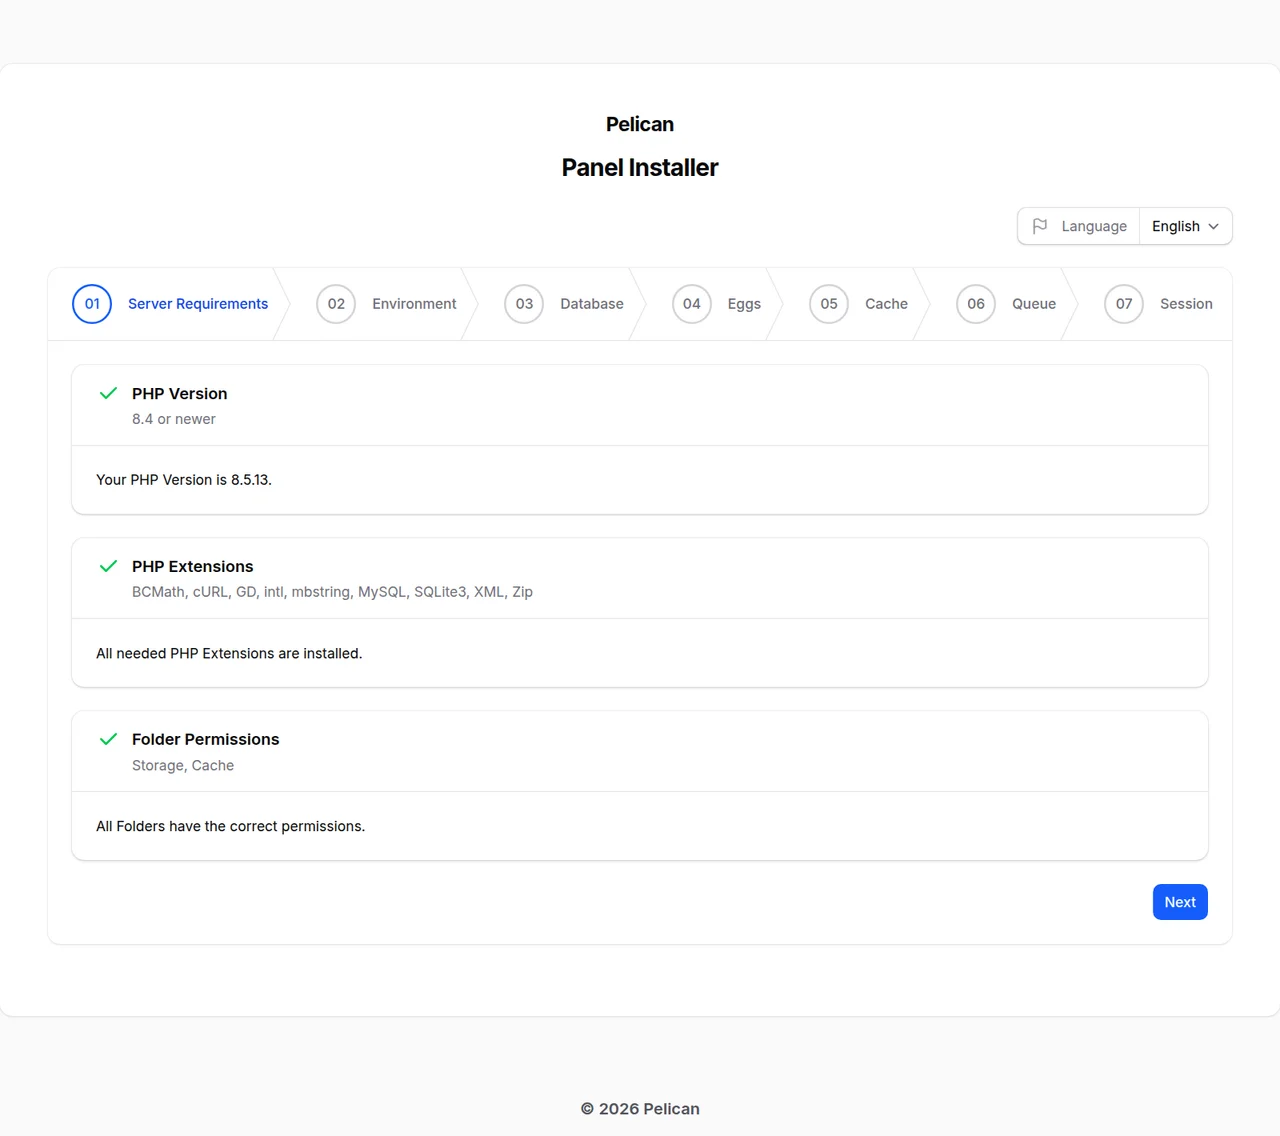 Pelican
Panel Installer
Language English
01 Server Requirements 02 Environment 03 Database 04 Eggs 05 Cache 06 Queue 07 Session
PHP Version
8.4 or newer
Your PHP Version is 8.5.13.
PHP Extensions
BCMath, cURL, GD, intl, mbstring, MySQL, SQLite3, XML, Zip
All needed PHP Extensions are installed.
Folder Permissions
Storage, Cache
All Folders have the correct permissions.
Next
© 2026 Pelican